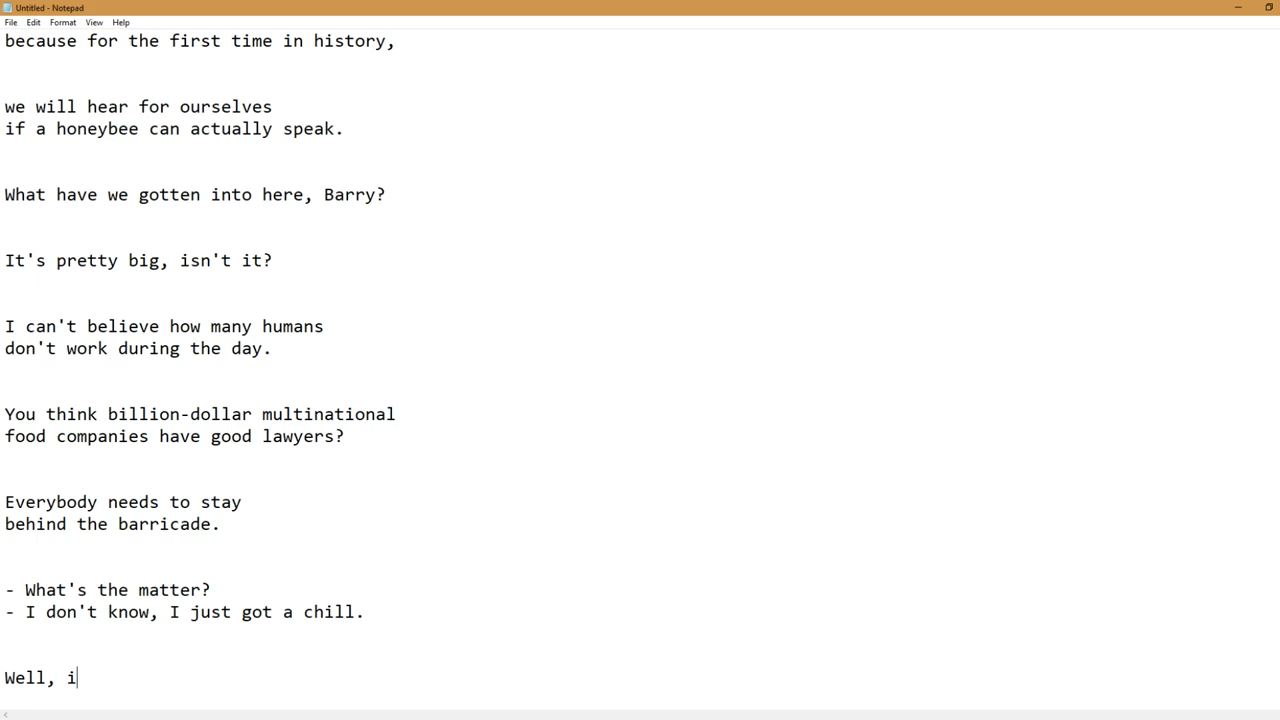 Untitled - Notepad
File Edit Format View Help
because for the first time in history,
we will hear for ourselves
if a honeybee can actually speak.
What have we gotten into here, Barry?
It's pretty big, isn't it?
I can't believe how many humans
don't work during the day.
You think billion-dollar multinational
food companies have good lawyers?
Everybody needs to stay
behind the barricade.
- What's the matter?
- I don't know, I just got a chill.
Well, i